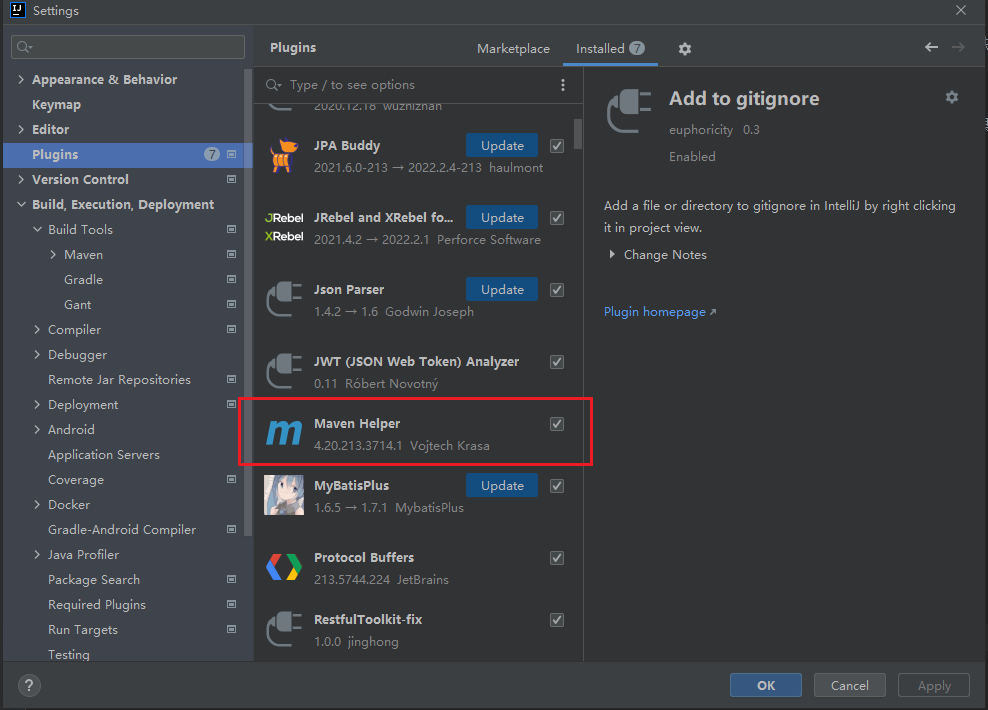 IJ
Settings
Appearance & Behavior
Keymap
Editor
Plugins 7
Version Control
Build, Execution, Deployment
Build Tools
Maven
Gradle
Gant
Compiler
Debugger
Remote Jar Repositories
Deployment
Android
Application Servers
Coverage
Docker
Gradle-Android Compiler
Java Profiler
Package Search
Required Plugins
Run Targets
Testing
Plugins
Marketplace
Installed 7
Type / to see options
2020.12.18 wuzhizhan
JPA Buddy
Update
2021.6.0-213 → 2022.2.4-213 haulmont
JRebel
XRebel
JRebel and XRebel fo...
Update
2021.4.2 → 2022.2.1 Perforce Software
Json Parser
Update
1.4.2 → 1.6 Godwin Joseph
JWT (JSON Web Token) Analyzer
0.11 Róbert Novotný
m
Maven Helper
4.20.213.3714.1 Vojtech Krasa
MyBatisPlus
Update
1.6.5 → 1.7.1 MybatisPlus
Protocol Buffers
213.5744.224 JetBrains
RestfulToolkit-fix
1.0.0 jinghong
Add to gitignore
euphoricity 0.3
Enabled
Add a file or directory to gitignore in IntelliJ by right clicking
it in project view.
Change Notes
Plugin homepage ↗
?
OK
Cancel
Apply